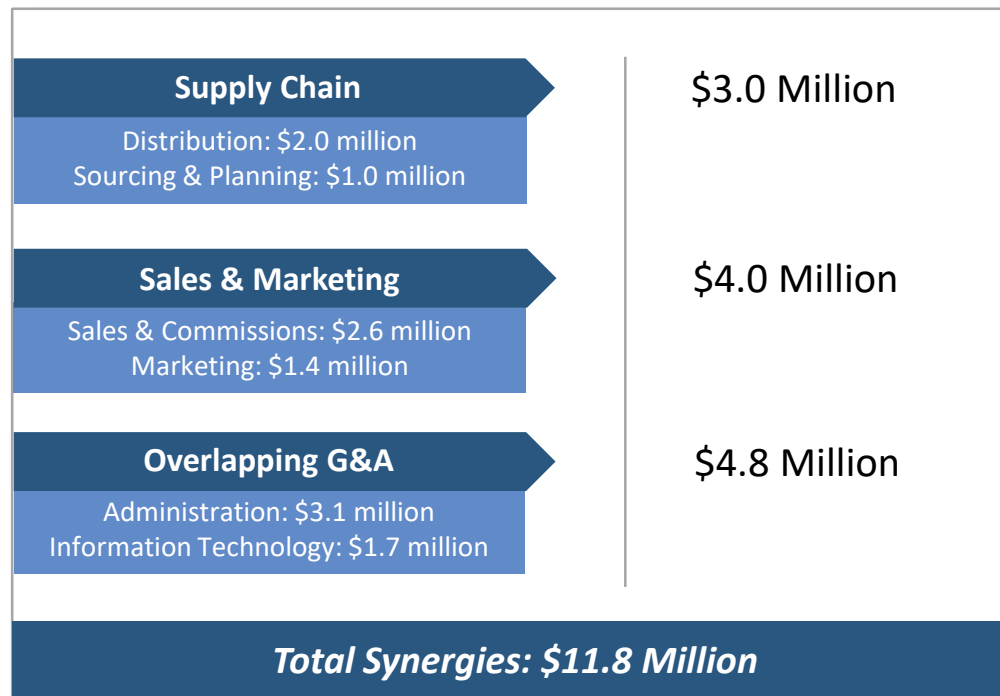 Supply Chain
$3.0 Million
Distribution: $2.0 million
Sourcing & Planning: $1.0 million
Sales & Marketing
$4.0 Million
Sales & Commissions: $2.6 million
Marketing: $1.4 million
Overlapping G&A
$4.8 Million
Administration: $3.1 million
Information Technology: $1.7 million
Total Synergies: $11.8 Million